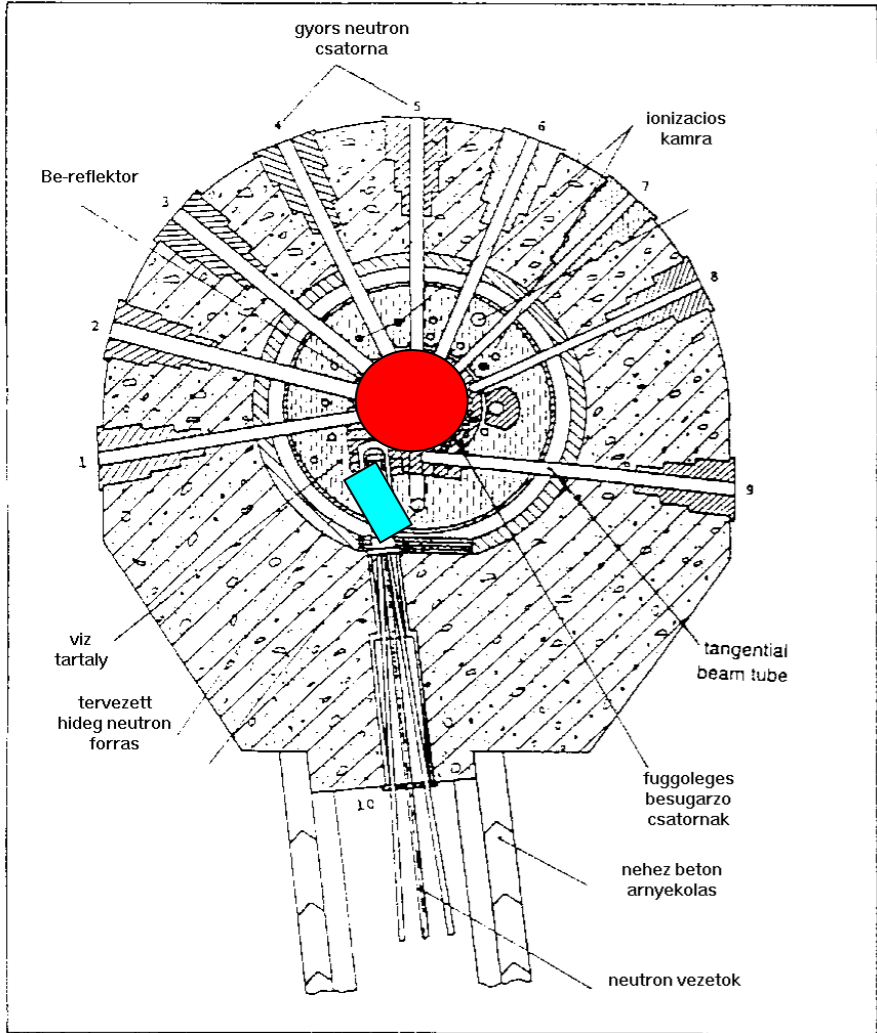 gyors neutron
csatorna
5
4
6
ionizacios
kamra
Be-reflektor
3
7
8
2
1
9
viz
tartaly
tangential
beam tube
tervezett
hideg neutron
forras
10
fuggoleges
besugarzo
csatornak
nehez beton
arnyekolas
neutron vezetok